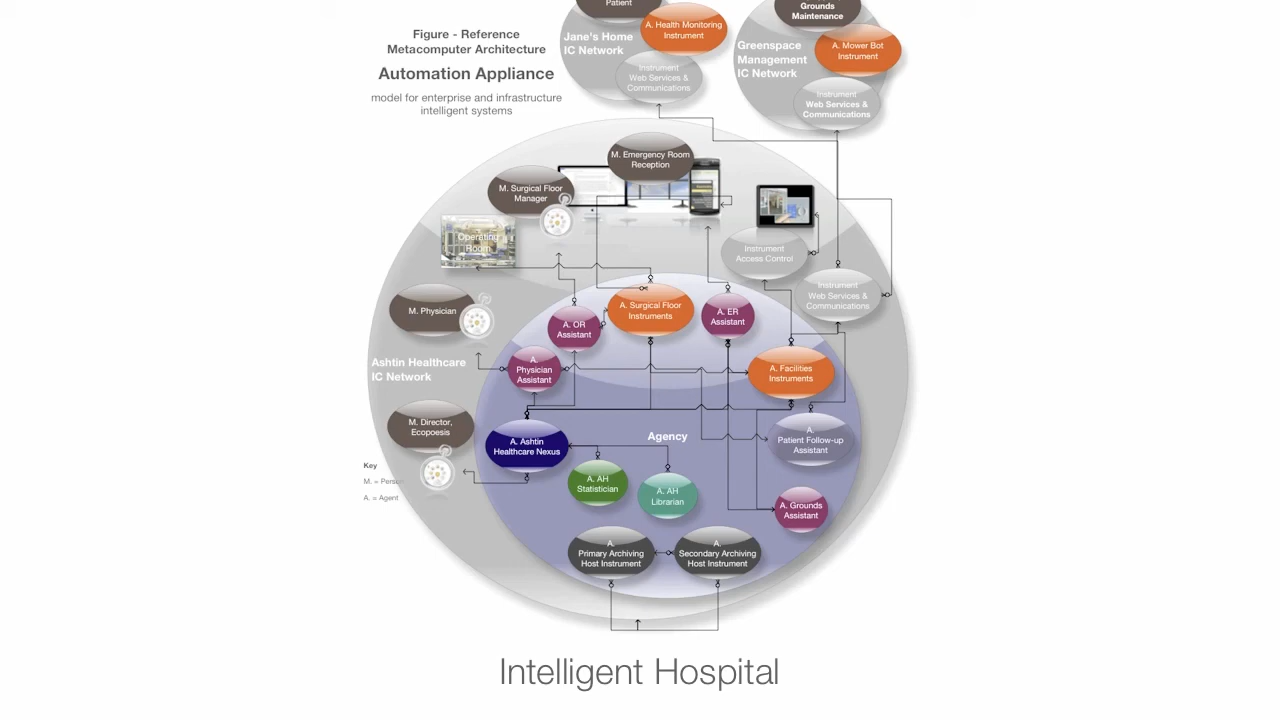 Patient
Grounds
Maintenance
Figure - Reference
Metacomputer Architecture
Automation Appliance
model for enterprise and infrastructure
intelligent systems
A. Health Monitoring
Instrument
Jane's Home
IC Network
Instrument
Web Services &
Communications
A. Mower Bot
Instrument
Greenspace
Management
IC Network
Instrument
Web Services &
Communications
M. Emergency Room
Reception
M. Surgical Floor
Manager
Operating
Room
Instrument
Access Control
Instrument
Web Services &
Communications
M. Physician
A. OR
Assistant
A. Surgical Floor
Instruments
A. ER
Assistant
Ashtin Healthcare
IC Network
A.
Physician
Assistant
A. Facilities
Instruments
M. Director,
Ecopoesis
A. Ashtin
Healthcare Nexus
Agency
A.
Patient Follow-up
Assistant
Key
M. = Person
A. = Agent
A. AH
Statistician
A. AH
Librarian
A. Grounds
Assistant
A.
Primary Archiving
Host Instrument
A.
Secondary Archiving
Host Instrument
Intelligent Hospital